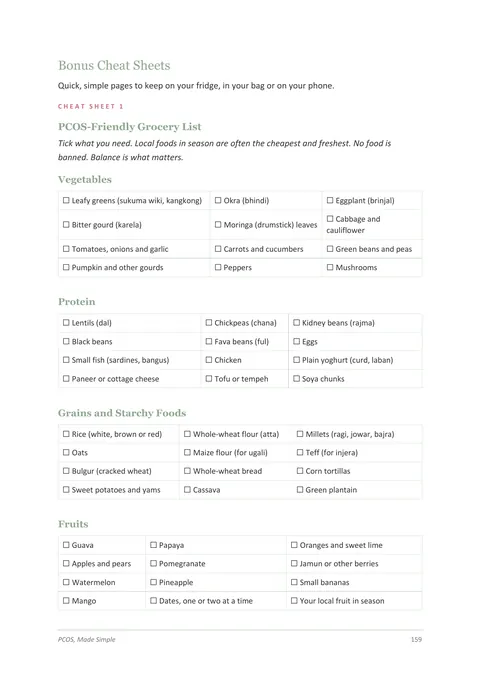 Bonus Cheat Sheets
Quick, simple pages to keep on your fridge, in your bag or on your phone.
CHEAT SHEET 1
PCOS-Friendly Grocery List
Tick what you need. Local foods in season are often the cheapest and freshest. No food is
banned. Balance is what matters.
Vegetables
☐ Leafy greens (sukuma wiki, kangkong) ☐ Okra (bhindi) ☐ Eggplant (brinjal)
☐ Bitter gourd (karela) ☐ Moringa (drumstick) leaves ☐ Cabbage and
cauliflower
☐ Tomatoes, onions and garlic ☐ Carrots and cucumbers ☐ Green beans and peas
☐ Pumpkin and other gourds ☐ Peppers ☐ Mushrooms
Protein
☐ Lentils (dal) ☐ Chickpeas (chana) ☐ Kidney beans (rajma)
☐ Black beans ☐ Fava beans (ful) ☐ Eggs
☐ Small fish (sardines, bangus) ☐ Chicken ☐ Plain yoghurt (curd, laban)
☐ Paneer or cottage cheese ☐ Tofu or tempeh ☐ Soya chunks
Grains and Starchy Foods
☐ Rice (white, brown or red) ☐ Whole-wheat flour (atta) ☐ Millets (ragi, jowar, bajra)
☐ Oats ☐ Maize flour (for ugali) ☐ Teff (for injera)
☐ Bulgur (cracked wheat) ☐ Whole-wheat bread ☐ Corn tortillas
☐ Sweet potatoes and yams ☐ Cassava ☐ Green plantain
Fruits
☐ Guava ☐ Papaya ☐ Oranges and sweet lime
☐ Apples and pears ☐ Pomegranate ☐ Jamun or other berries
☐ Watermelon ☐ Pineapple ☐ Small bananas
☐ Mango ☐ Dates, one or two at a time ☐ Your local fruit in season
PCOS, Made Simple 159